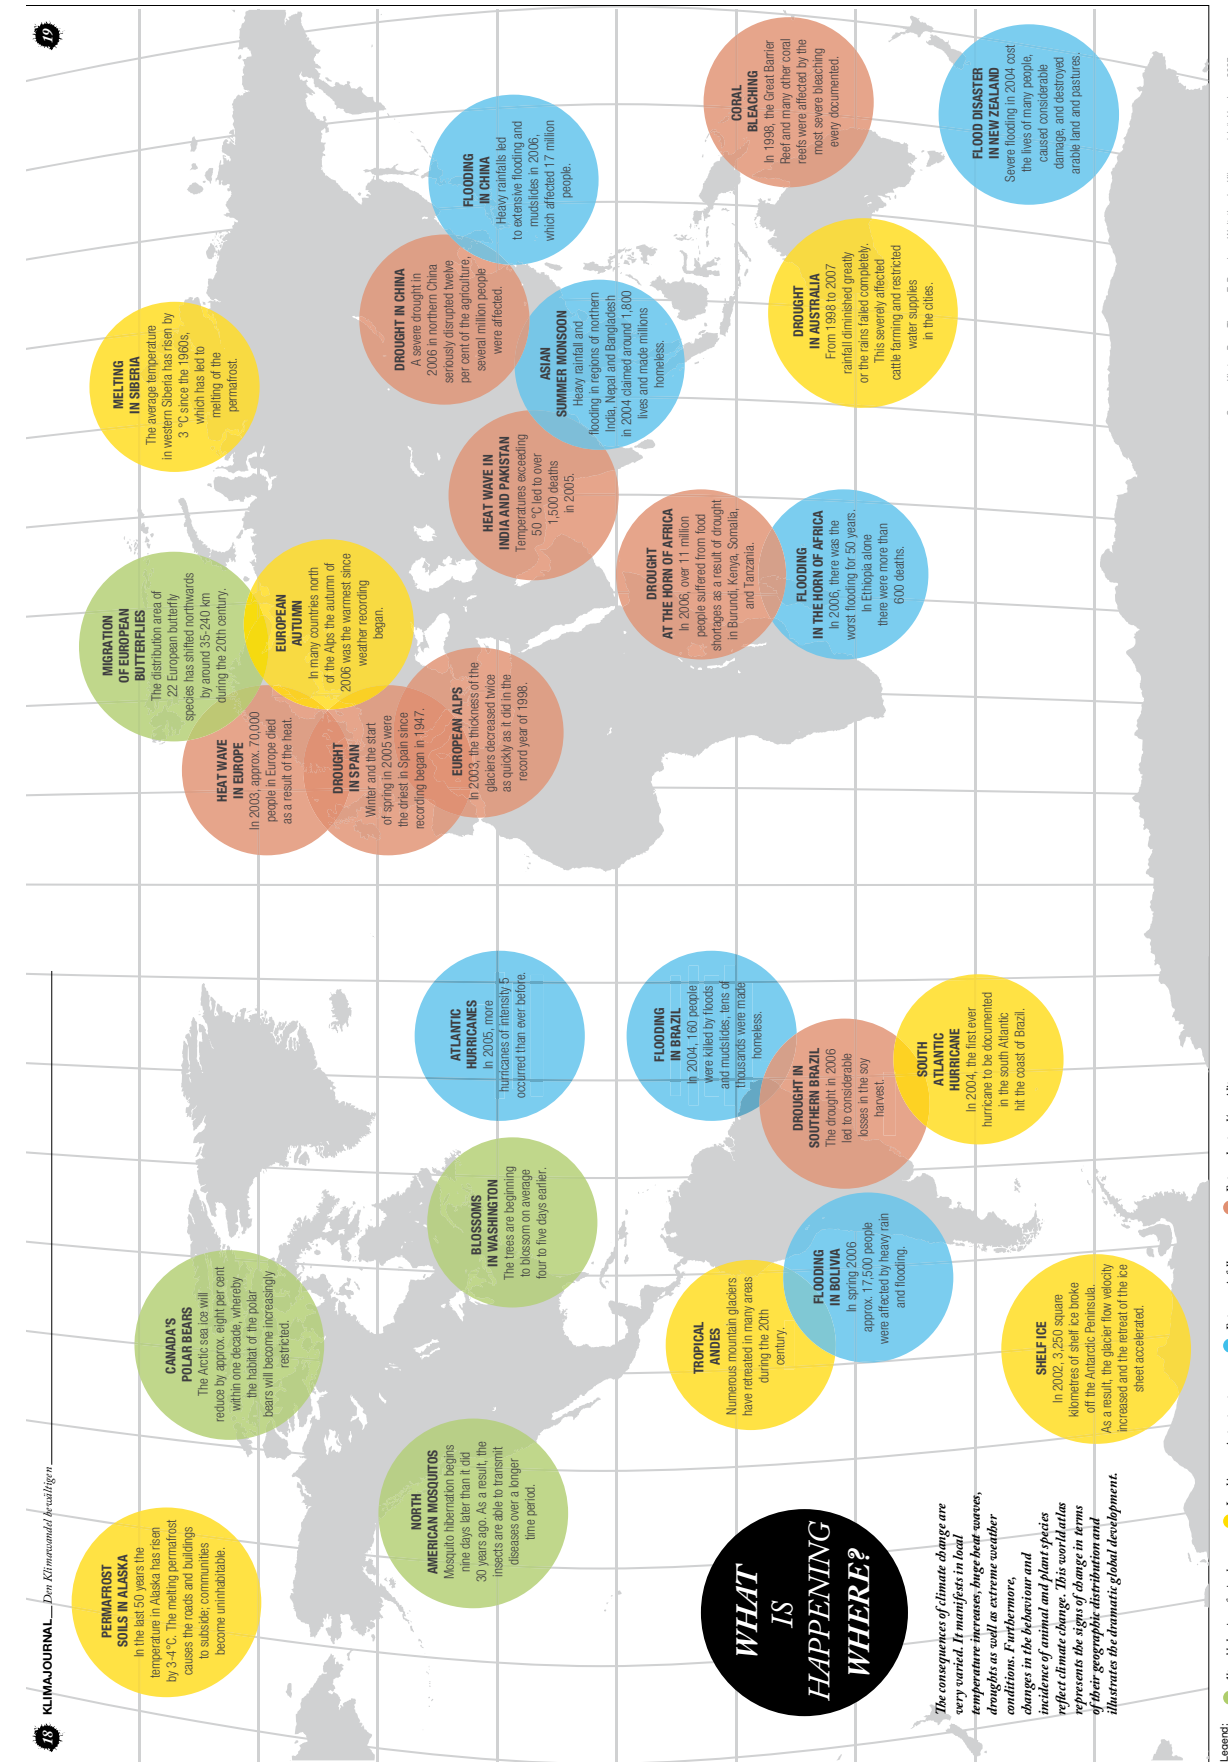 18 KLIMAJOURNAL__Den Klimawandel bewältigen
19
PERMAFROST
SOILS IN ALASKA
In the last 50 years the
temperature in Alaska has risen
by 3-4°C. The melting permafrost
causes the roads and buildings
to subside; communities
become uninhabitable.
CANADA'S
POLAR BEARS
The Arctic sea ice will
reduce by approx. eight per cent
within one decade, whereby
the habitat of the polar
bears will become increasingly
restricted.
NORTH
AMERICAN MOSQUITOS
Mosquito hibernation begins
nine days later than it did
30 years ago. As a result, the
insects are able to transmit
diseases over a longer
time period.
BLOSSOMS
IN WASHINGTON
The trees are beginning
to blossom on average
four to five days earlier.
ATLANTIC
HURRICANES
In 2005, more
hurricanes of intensity 5
occurred than ever before.
MIGRATION
OF EUROPEAN
BUTTERFLIES
The distribution area of
22 European butterfly
species has shifted northwards
by around 35-240 km
during the 20th century.
HEAT WAVE
IN EUROPE
In 2003, approx. 70,000
people in Europe died
as a result of the heat.
EUROPEAN
AUTUMN
In many countries north
of the Alps the autumn of
2006 was the warmest since
weather recording
began.
DROUGHT
IN SPAIN
Winter and the start
of spring in 2005 were
the driest in Spain since
recording began in 1947.
EUROPEAN ALPS
In 2003, the thickness of the
glaciers decreased twice
as quickly as it did in the
record year of 1998.
MELTING
IN SIBERIA
The average temperature
in western Siberia has risen by
3 °C since the 1960s,
which has led to
melting of the
permafrost.
DROUGHT IN CHINA
A severe drought in
2006 in northern China
seriously disrupted twelve
per cent of the agriculture,
several million people
were affected.
FLOODING
IN CHINA
Heavy rainfalls led
to extensive flooding and
mudslides in 2006,
which affected 17 million
people.
HEAT WAVE IN
INDIA AND PAKISTAN
Temperatures exceeding
50 °C led to over
1,500 deaths
in 2005.
ASIAN
SUMMER MONSOON
Heavy rainfall and
flooding in regions of northern
India, Nepal and Bangladesh
in 2004 claimed around 1,800
lives and made millions
homeless.
DROUGHT
AT THE HORN OF AFRICA
In 2006, over 11 million
people suffered from food
shortages as a result of drought
in Burundi, Kenya, Somalia,
and Tanzania.
FLOODING
IN THE HORN OF AFRICA
In 2006, there was the
worst flooding for 50 years.
In Ethiopia alone
there were more than
600 deaths.
CORAL
BLEACHING
In 1998, the Great Barrier
Reef and many other coral
reefs were affected by the
most severe bleaching
every documented.
DROUGHT
IN AUSTRALIA
From 1998 to 2007
rainfall diminished greatly
or the rains failed completely.
This severely affected
cattle farming and restricted
water supplies
in the cities.
FLOOD DISASTER
IN NEW ZEALAND
Severe flooding in 2004 cost
the lives of many people,
caused considerable
damage, and destroyed
arable land and pastures.
FLOODING
IN BRAZIL
In 2004, 160 people
were killed by floods
and mudslides, tens of
thousands were made
homeless.
DROUGHT IN
SOUTHERN BRAZIL
The drought in 2006
led to considerable
losses in the soy
harvest.
SOUTH
ATLANTIC
HURRICANE
In 2004, the first ever
hurricane to be documented
in the south Atlantic
hit the coast of Brazil.
TROPICAL
ANDES
Numerous mountain glaciers
have retreated in many areas
during the 20th
century.
FLOODING
IN BOLIVIA
In spring 2006
approx. 17,500 people
were affected by heavy rain
and flooding.
SHELF ICE
In 2002, 3,250 square
kilometres of shelf ice broke
off the Antarctic Peninsula.
As a result, the glacier flow velocity
increased and the retreat of the ice
sheet accelerated.
WHAT
IS
HAPPENING
WHERE?
The consequences of climate change are
very varied. It manifests in local
temperature increases, huge heat waves,
droughts as well as extreme weather
conditions. Furthermore,
changes in the behaviour and
incidence of animal and plant species
reflect climate change. This world atlas
represents the signs of change in terms
of their geographic distribution and
illustrates the dramatic global development.
Legend: